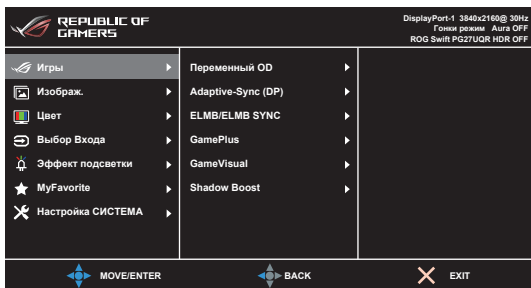 REPUBLIC OF
GAMERS
DisplayPort-1 3840x2160@ 30Hz
Гонки режим Aura OFF
ROG Swift PG27UQR HDR OFF
Игры
Изображ.
Цвет
Выбор Входа
Эффект подсветки
MyFavorite
Настройка СИСТЕМА
Переменный OD
Adaptive-Sync (DP)
ELMB/ELMB SYNC
GamePlus
GameVisual
Shadow Boost
MOVE/ENTER
BACK
EXIT